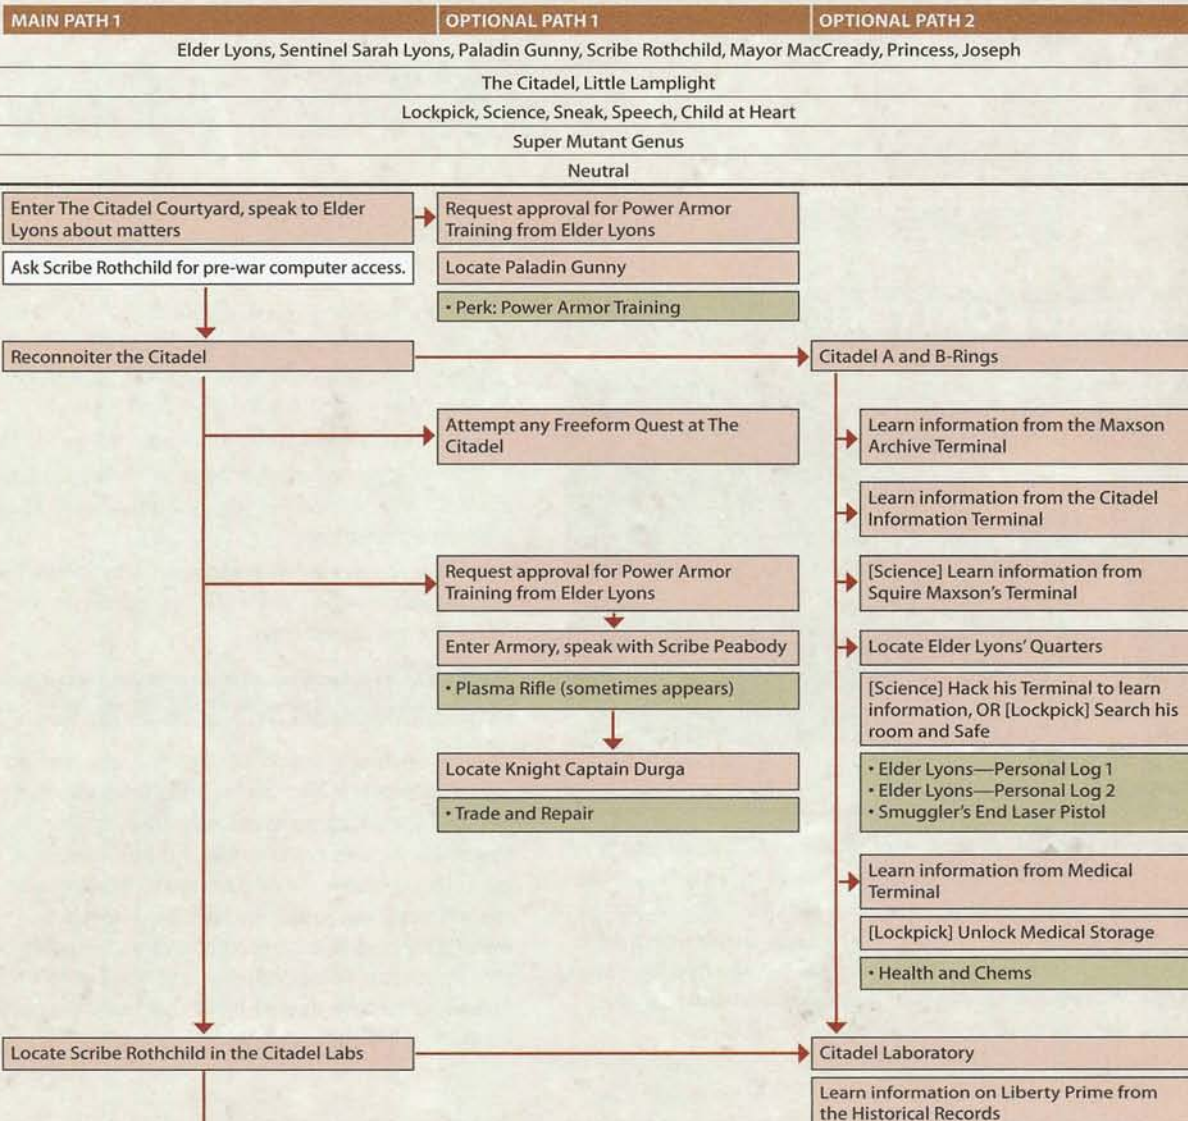 MAIN PATH 1
OPTIONAL PATH 1
OPTIONAL PATH 2
Elder Lyons, Sentinel Sarah Lyons, Paladin Gunny, Scribe Rothchild, Mayor MacCready, Princess, Joseph
The Citadel, Little Lamplight
Lockpick, Science, Sneak, Speech, Child at Heart
Super Mutant Genus
Neutral
Enter The Citadel Courtyard, speak to Elder
Lyons about matters
Request approval for Power Armor
Training from Elder Lyons
Ask Scribe Rothchild for pre-war computer access.
Locate Paladin Gunny
• Perk: Power Armor Training
Reconnoiter the Citadel
Citadel A and B-Rings
Attempt any Freeform Quest at The
Citadel
Learn information from the Maxson
Archive Terminal
Learn information from the Citadel
Information Terminal
Request approval for Power Armor
Training from Elder Lyons
[Science] Learn information from
Squire Maxson's Terminal
Enter Armory, speak with Scribe Peabody
Locate Elder Lyons' Quarters
• Plasma Rifle (sometimes appears)
[Science] Hack his Terminal to learn
information, OR [Lockpick] Search his
room and Safe
Locate Knight Captain Durga
• Trade and Repair
• Elder Lyons—Personal Log 1
• Elder Lyons—Personal Log 2
• Smuggler's End Laser Pistol
Learn information from Medical
Terminal
[Lockpick] Unlock Medical Storage
• Health and Chems
Locate Scribe Rothchild in the Citadel Labs
Citadel Laboratory
Learn information on Liberty Prime from
the Historical Records